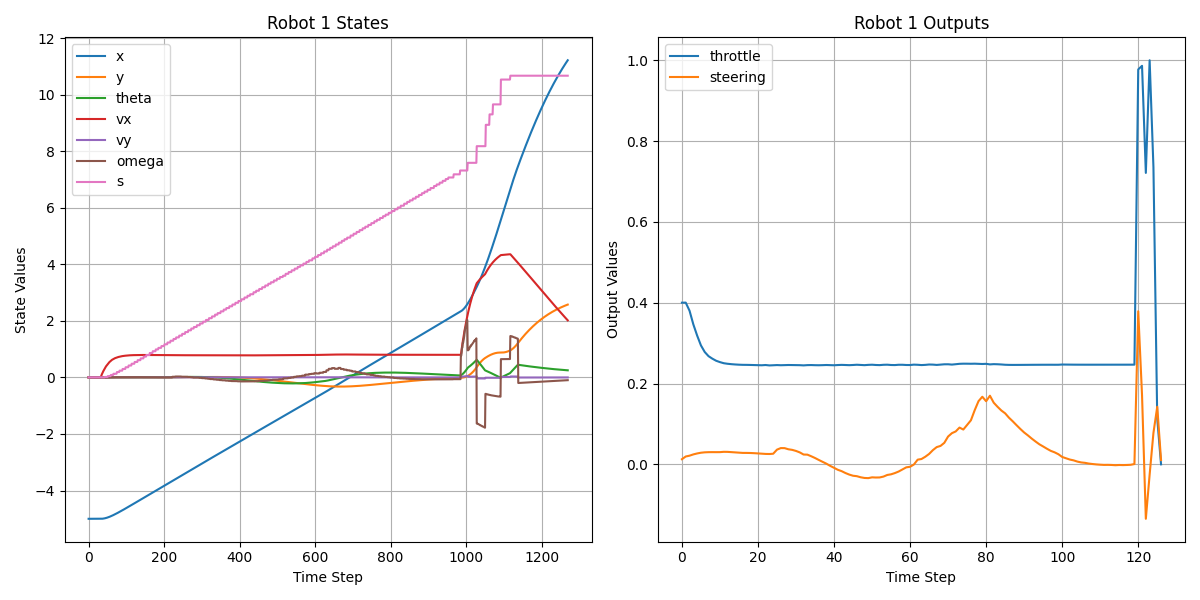 Robot 1 States
12
10
8
6
4
2
0
−2
−4
State Values
x
y
theta
vx
vy
omega
s
0 200 400 600 800 1000 1200
Time Step
Robot 1 Outputs
1.0
0.8
0.6
0.4
0.2
0.0
Output Values
throttle
steering
0 20 40 60 80 100 120
Time Step